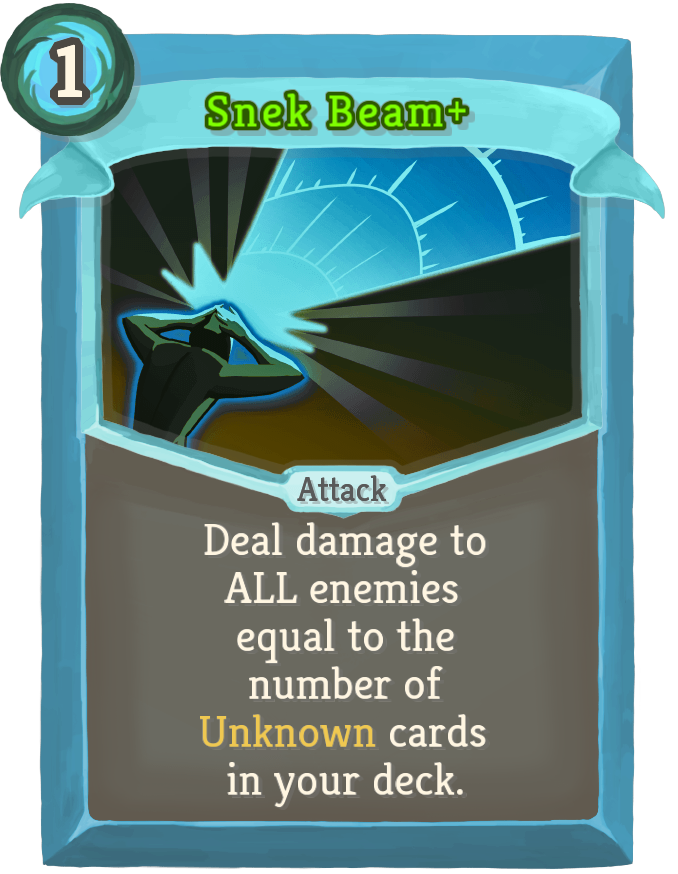 1
Snek Beam+
Attack
Deal damage to
ALL enemies
equal to the
number of
Unknown cards
in your deck.